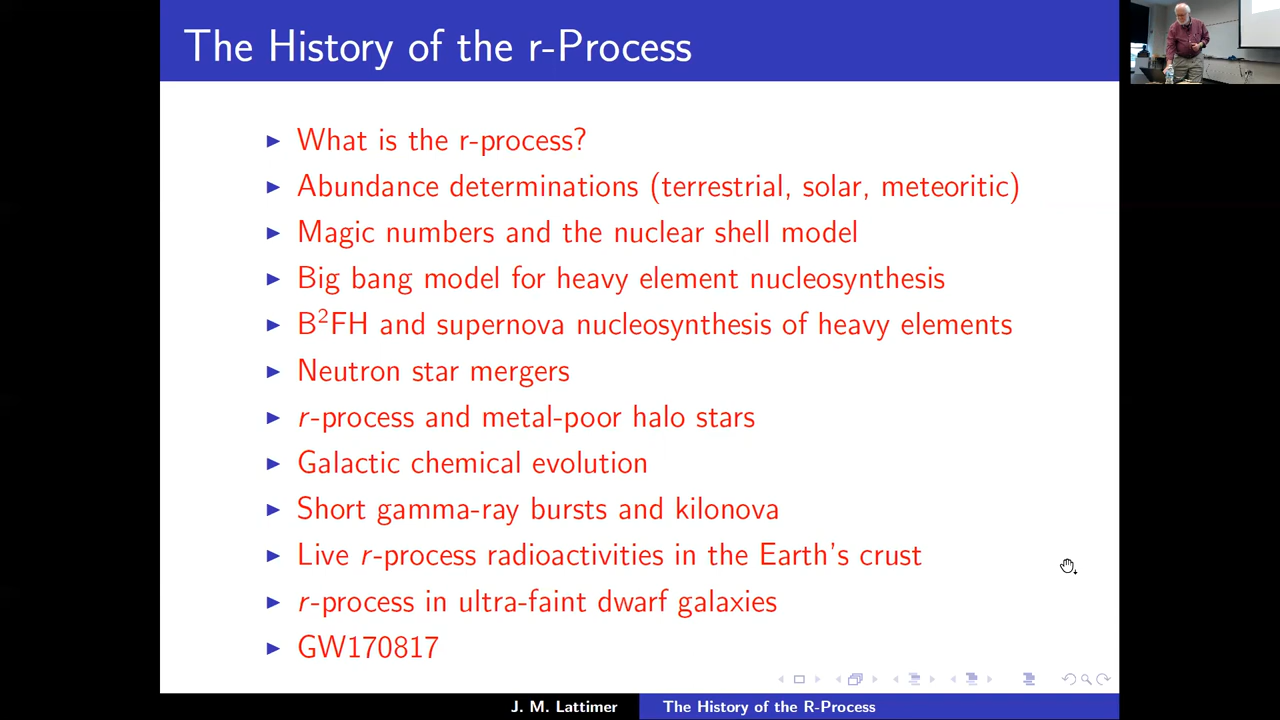 The History of the r-Process
What is the r-process?
Abundance determinations (terrestrial, solar, meteoritic)
Magic numbers and the nuclear shell model
Big bang model for heavy element nucleosynthesis
B²FH and supernova nucleosynthesis of heavy elements
Neutron star mergers
r-process and metal-poor halo stars
Galactic chemical evolution
Short gamma-ray bursts and kilonova
Live r-process radioactivities in the Earth's crust
r-process in ultra-faint dwarf galaxies
GW170817
J. M. Lattimer
The History of the R-Process